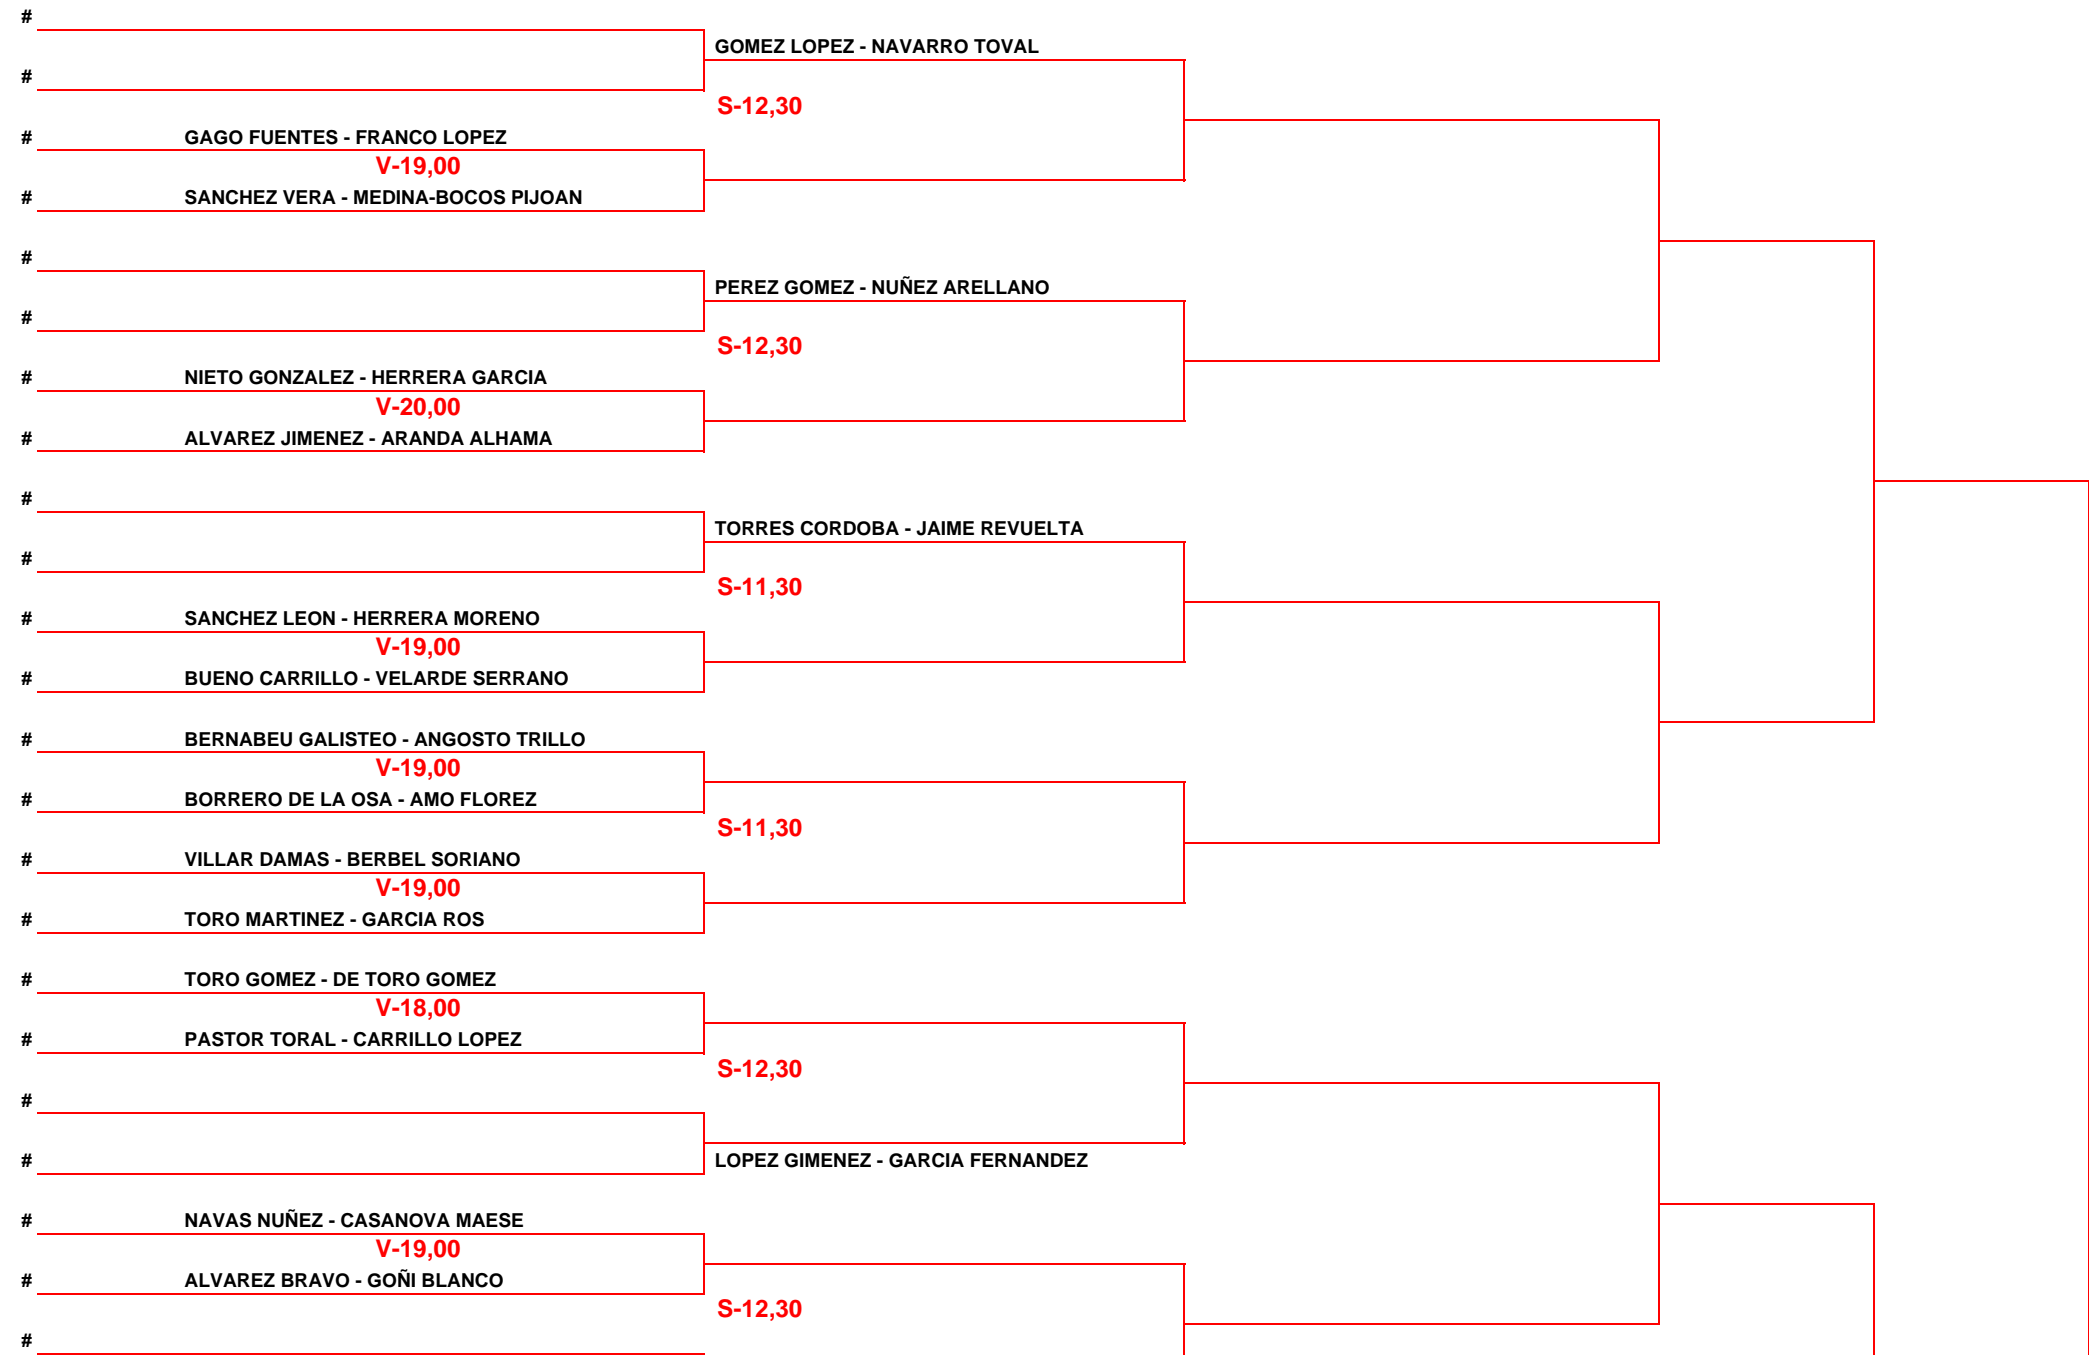 #
GOMEZ LOPEZ - NAVARRO TOVAL
#
S-12,30
# GAGO FUENTES - FRANCO LOPEZ
V-19,00
# SANCHEZ VERA - MEDINA-BOCOS PIJOAN
#
PEREZ GOMEZ - NUÑEZ ARELLANO
#
S-12,30
# NIETO GONZALEZ - HERRERA GARCIA
V-20,00
# ALVAREZ JIMENEZ - ARANDA ALHAMA
#
TORRES CORDOBA - JAIME REVUELTA
#
S-11,30
# SANCHEZ LEON - HERRERA MORENO
V-19,00
# BUENO CARRILLO - VELARDE SERRANO
# BERNABEU GALISTEO - ANGOSTO TRILLO
V-19,00
# BORRERO DE LA OSA - AMO FLOREZ
S-11,30
# VILLAR DAMAS - BERBEL SORIANO
V-19,00
# TORO MARTINEZ - GARCIA ROS
# TORO GOMEZ - DE TORO GOMEZ
V-18,00
# PASTOR TORAL - CARRILLO LOPEZ
S-12,30
#
# LOPEZ GIMENEZ - GARCIA FERNANDEZ
# NAVAS NUÑEZ - CASANOVA MAESE
V-19,00
# ALVAREZ BRAVO - GOÑI BLANCO
S-12,30
#